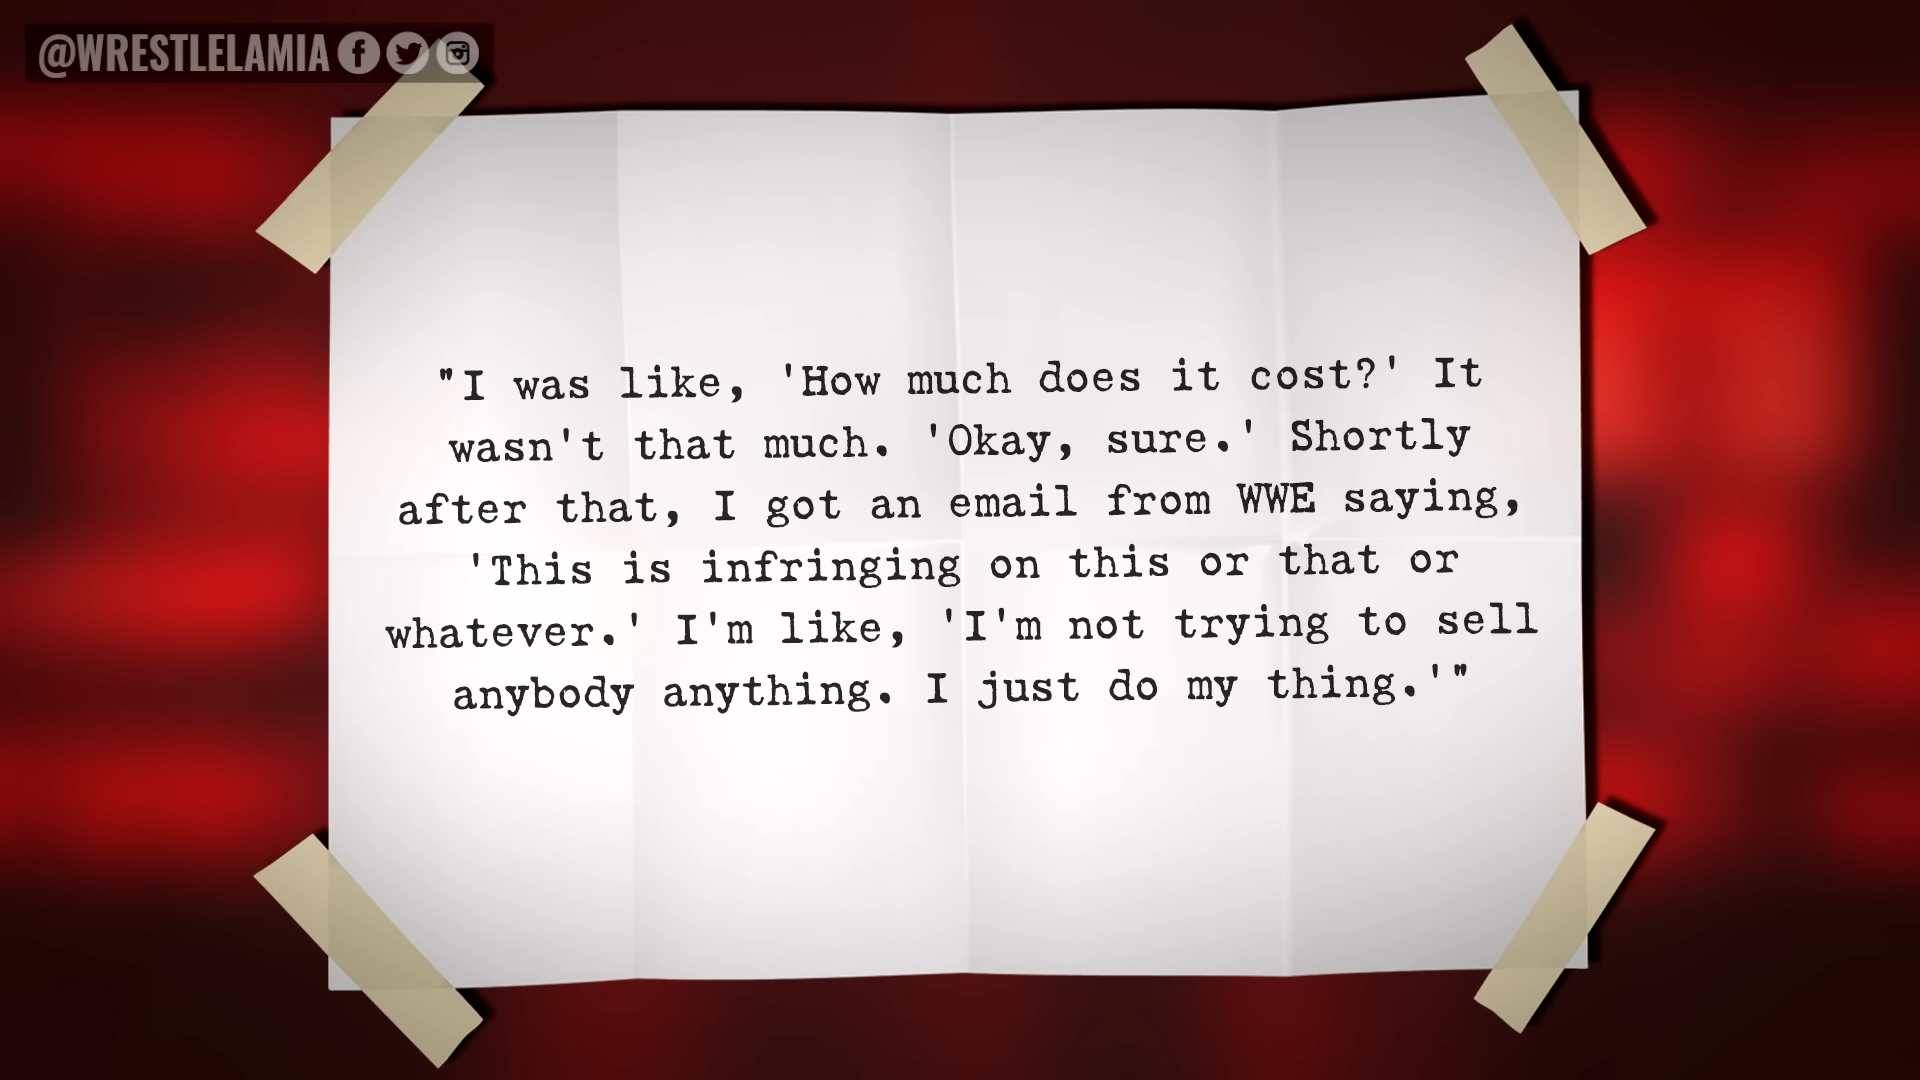 @WRESTLELAMIA
"I was like, 'How much does it cost?' It
wasn't that much. 'Okay, sure.' Shortly
after that, I got an email from WWE saying,
'This is infringing on this or that or
whatever.' I'm like, 'I'm not trying to sell
anybody anything. I just do my thing.'"